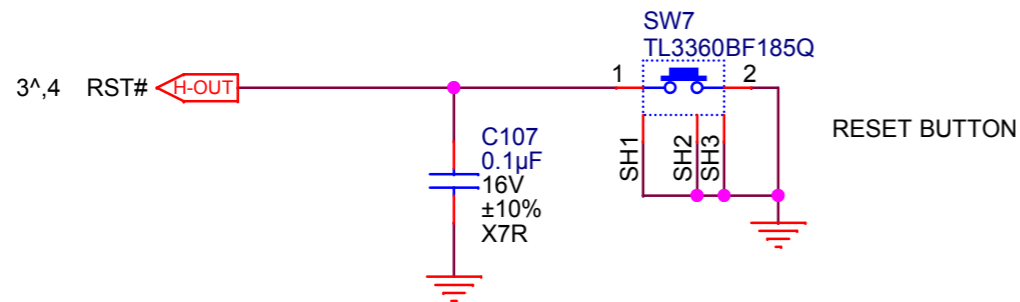 SW7
TL3360BF185Q
1
2
3^,4 RST# H-OUT
RESET BUTTON
C107
0.1µF
16V
±10%
X7R
SH1
SH2
SH3